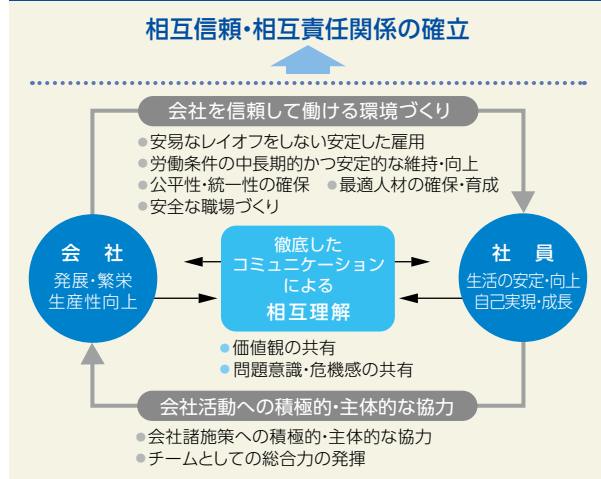 相互信頼・相互責任関係の確立
会社を信頼して働ける環境づくり
●安易なレイオフをしない安定した雇用
●労働条件の中長期的かつ安定的な維持・向上
●公平性・統一性の確保 ●最適人材の確保・育成
●安全な職場づくり
会 社
発展・繁栄
生産性向上
徹底した
コミュニケーション
による
相互理解
社 員
生活の安定・向上
自己実現・成長
●価値観の共有
●問題意識・危機感の共有
会社活動への積極的・主体的な協力
●会社諸施策への積極的・主体的な協力
●チームとしての総合力の発揮